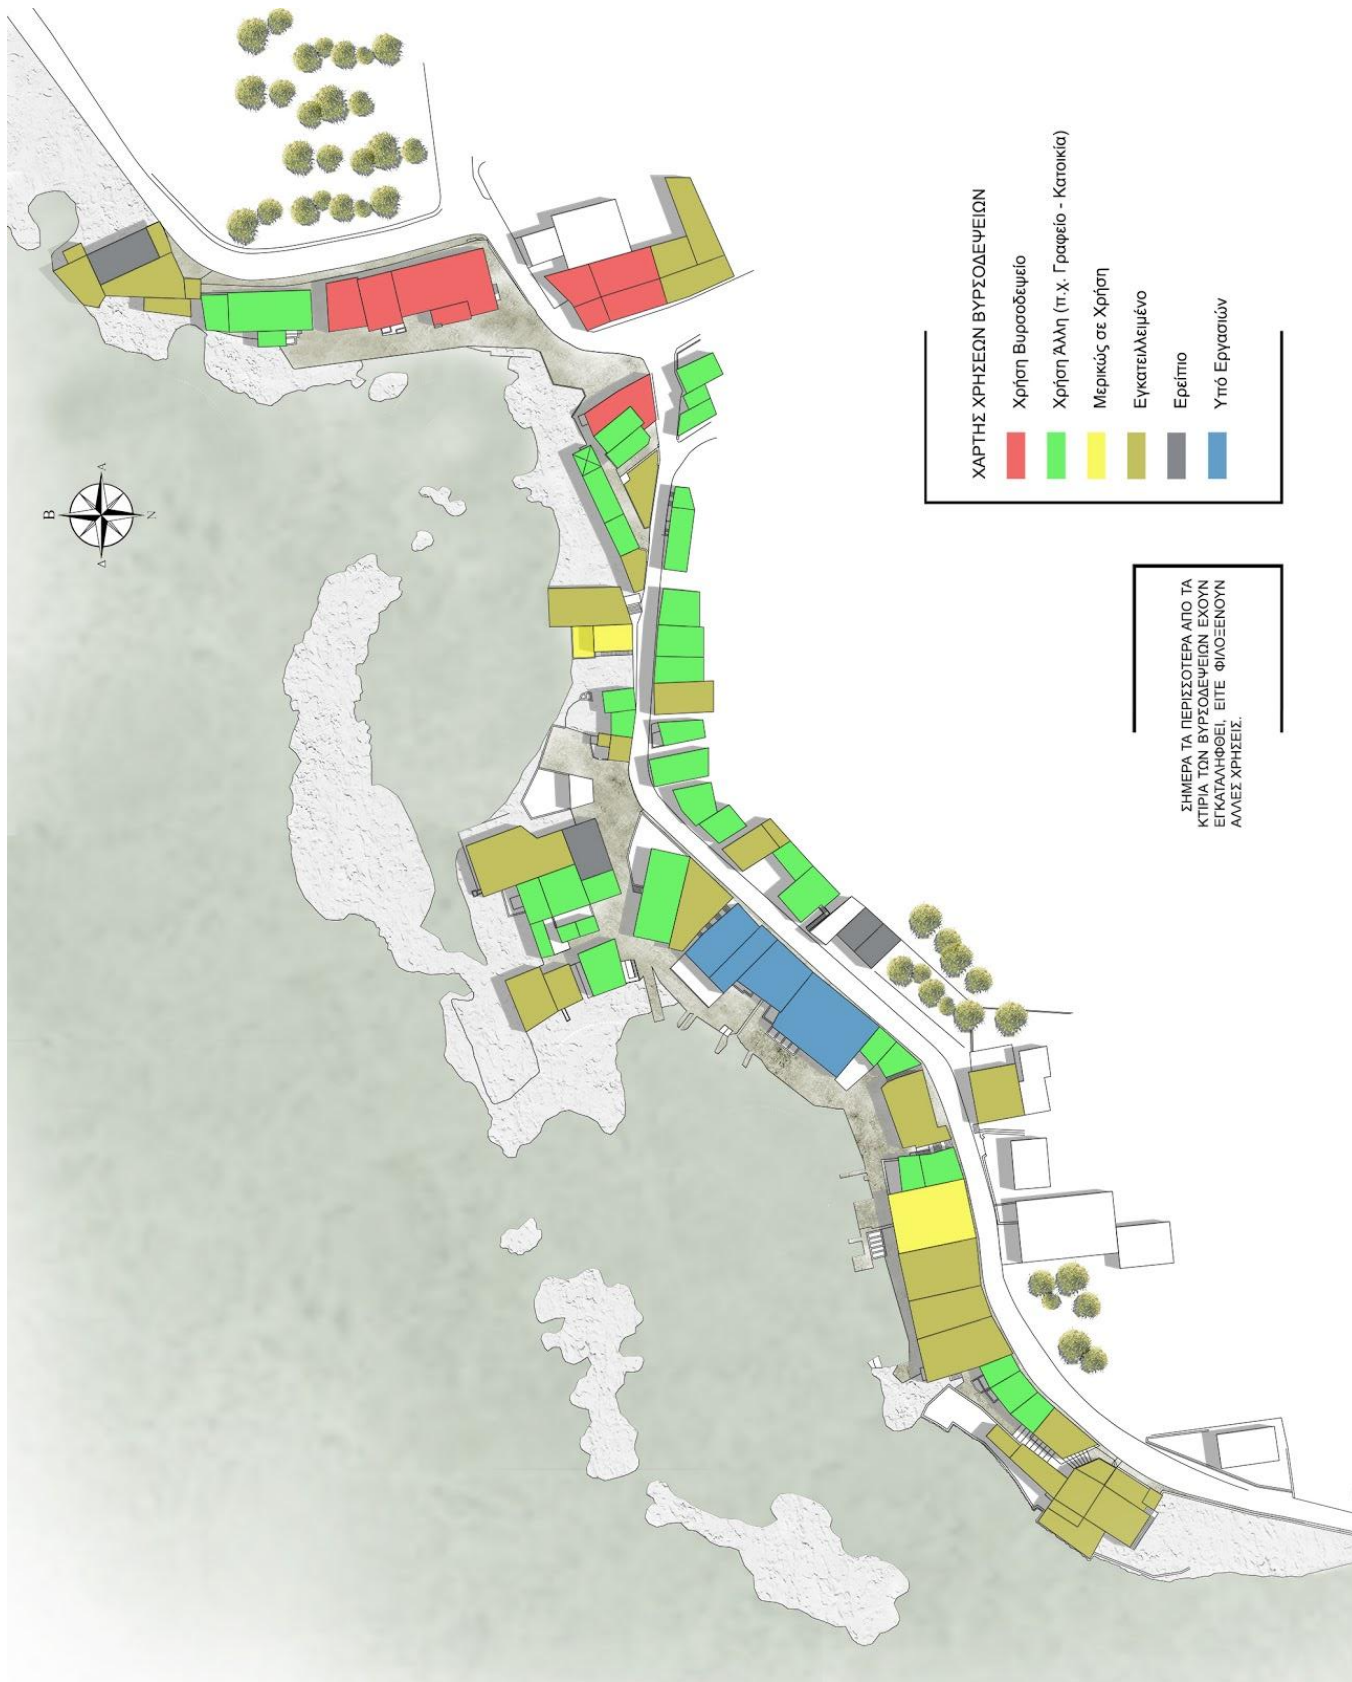 Β
Α
Ν
Δ
ΧΑΡΤΗΣ ΧΡΗΣΕΩΝ ΒΥΡΣΟΔΕΨΕΙΩΝ
Χρήση Βυρσοδεψείο
Χρήση Άλλη (π.χ. Γραφείο - Κατοικία)
Μερικώς σε Χρήση
Εγκατελλειμένο
Ερείπιο
Υπό Εργασιών
ΣΗΜΕΡΑ ΤΑ ΠΕΡΙΣΣΟΤΕΡΑ ΑΠΟ ΤΑ
ΚΤΙΡΙΑ ΤΩΝ ΒΥΡΣΟΔΕΨΕΙΩΝ ΕΧΟΥΝ
ΕΓΚΑΤΑΛΗΦΘΕΙ, ΕΙΤΕ ΦΙΛΟΞΕΝΟΥΝ
ΑΛΛΕΣ ΧΡΗΣΕΙΣ.